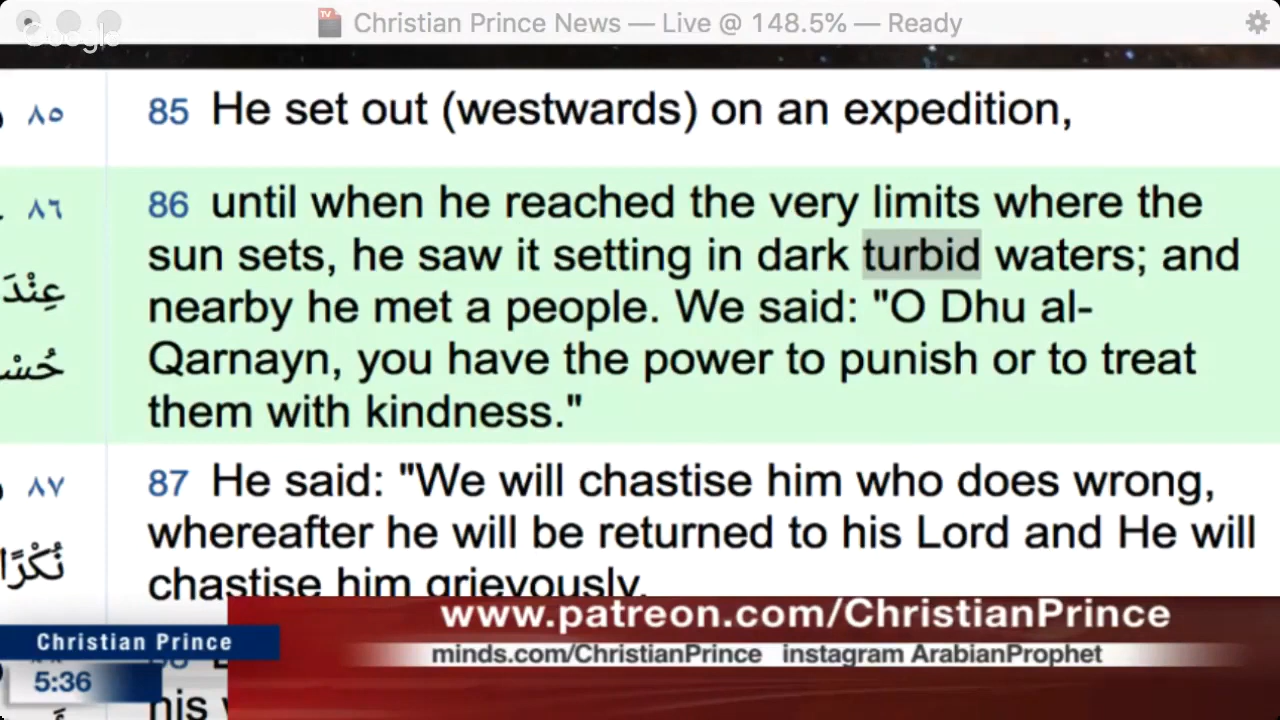 Christian Prince News — Live @ 148.5% — Ready
Google
٨٥
85 He set out (westwards) on an expedition,
٨٦
86 until when he reached the very limits where the
sun sets, he saw it setting in dark turbid waters; and
عِنْدَ
nearby he met a people. We said: "O Dhu al-
Qarnayn, you have the power to punish or to treat
them with kindness."
٨٧
87 He said: "We will chastise him who does wrong,
whereafter he will be returned to his Lord and He will
نُكْرًا
chastise him grievously.
www.patreon.com/ChristianPrince
Christian Prince
minds.com/ChristianPrince instagram ArabianProphet
5:36
his